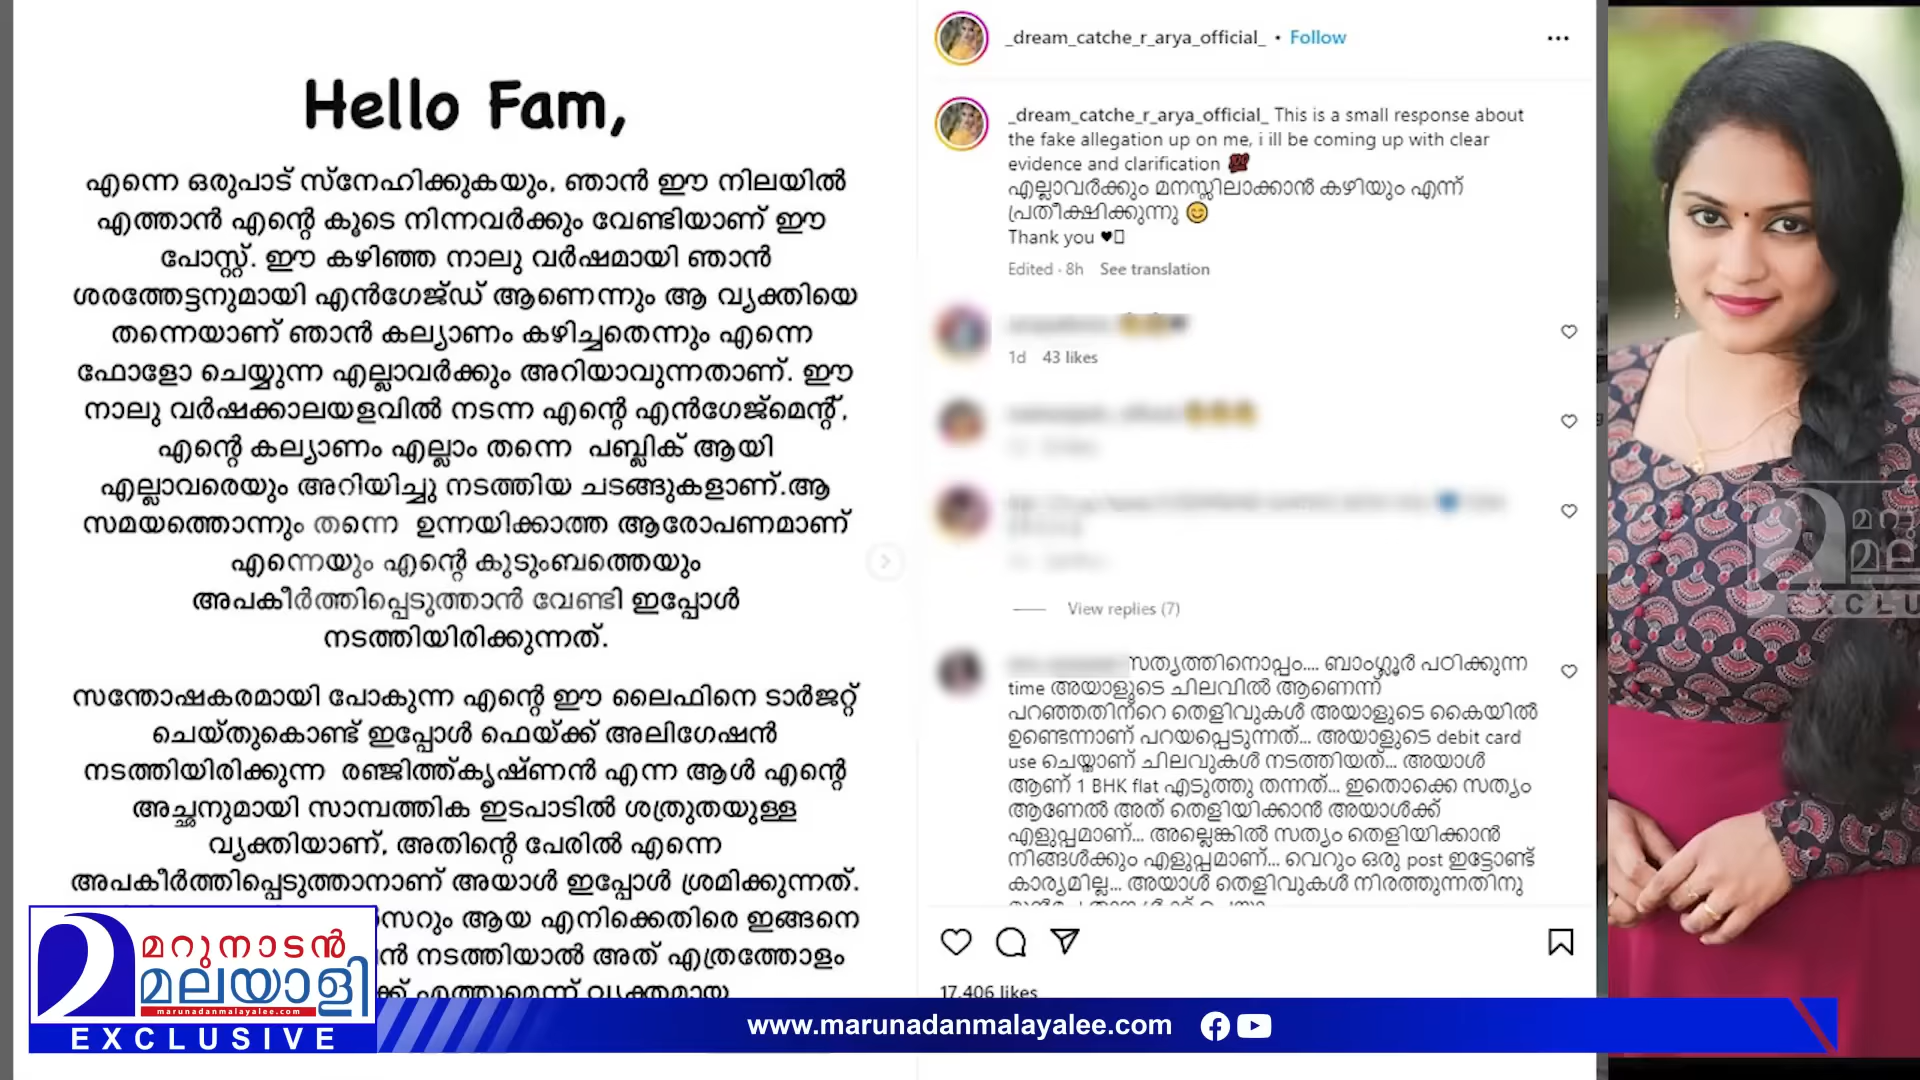 Hello Fam,
എന്നെ ഒരുപാട് സ്നേഹിക്കുകയും, ഞാൻ ഈ നിലയിൽ
എത്താൻ എന്റെ കൂടെ നിന്നവർക്കും വേണ്ടിയാണ് ഈ
പോസ്റ്റ്. ഈ കഴിഞ്ഞ നാലു വർഷമായി ഞാൻ
ശരത്തേട്ടനുമായി എൻഗേജ്ഡ് ആണെന്നും ആ വ്യക്തിയെ
തന്നെയാണ് ഞാൻ കല്യാണം കഴിച്ചതെന്നും എന്നെ
ഫോളോ ചെയ്യുന്ന എല്ലാവർക്കും അറിയാവുന്നതാണ്. ഈ
നാലു വർഷക്കാലയളവിൽ നടന്ന എന്റെ എൻഗേജ്മെന്റ്,
എന്റെ കല്യാണം എല്ലാം തന്നെ പബ്ലിക് ആയി
എല്ലാവരെയും അറിയിച്ചു നടത്തിയ ചടങ്ങുകളാണ്.ആ
സമയത്തൊന്നും തന്നെ ഉന്നയിക്കാത്ത ആരോപണമാണ്
എന്നെയും എന്റെ കുടുംബത്തെയും
അപകീർത്തിപ്പെടുത്താൻ വേണ്ടി ഇപ്പോൾ
നടത്തിയിരിക്കുന്നത്.
സന്തോഷകരമായി പോകുന്ന എന്റെ ഈ ലൈഫിനെ ടാർജറ്റ്
ചെയ്തുകൊണ്ട് ഇപ്പോൾ ഫെയ്ക്ക് അലിഗേഷൻ
നടത്തിയിരിക്കുന്ന രഞ്ജിത്ത്കൃഷ്ണൻ എന്ന ആൾ എന്റെ
അച്ഛനുമായി സാമ്പത്തിക ഇടപാടിൽ ശത്രുതയുള്ള
വ്യക്തിയാണ്, അതിന്റെ പേരിൽ എന്നെ
അപകീർത്തിപ്പെടുത്താനാണ് അയാൾ ഇപ്പോൾ ശ്രമിക്കുന്നത്.
ആയ എനിക്കെതിരെ ഇങ്ങനെ
നടത്തിയാൽ അത് എത്രത്തോളം
എത്തുമെന്ന് വ്യക്തമായ
_dream_catche_r_arya_official_ • Follow
_dream_catche_r_arya_official_ This is a small response about
the fake allegation up on me, i ill be coming up with clear
evidence and clarification 💯
എല്ലാവർക്കും മനസ്സിലാക്കാൻ കഴിയും എന്ന്
പ്രതീക്ഷിക്കുന്നു 😊
Thank you ♥
Edited · 8h See translation
1d 43 likes
View replies (7)
സത്യത്തിനൊപ്പം.... ബാംഗ്ലൂർ പഠിക്കുന്ന
time അയാളുടെ ചിലവിൽ ആണെന്ന്
പറഞ്ഞതിന്റെ തെളിവുകൾ അയാളുടെ കൈയിൽ
ഉണ്ടെന്നാണ് പറയപ്പെടുന്നത്... അയാളുടെ debit card
use ചെയ്താണ് ചിലവുകൾ നടത്തിയത്... അയാൾ
ആണ് 1 BHK flat എടുത്തു തന്നത്... ഇതൊക്കെ സത്യം
ആണേൽ അത് തെളിയിക്കാൻ അയാൾക്ക്
എളുപ്പമാണ്... അല്ലെങ്കിൽ സത്യം തെളിയിക്കാൻ
നിങ്ങൾക്കും എളുപ്പമാണ്... വെറും ഒരു post ഇട്ടോണ്ട്
കാര്യമില്ല... അയാൾ തെളിവുകൾ നിരത്തുന്നതിനു
17,406 likes
മറുനാടൻ
മലയാളി
marunadanmalayalee.com
EXCLUSIVE
www.marunadanmalayalee.com